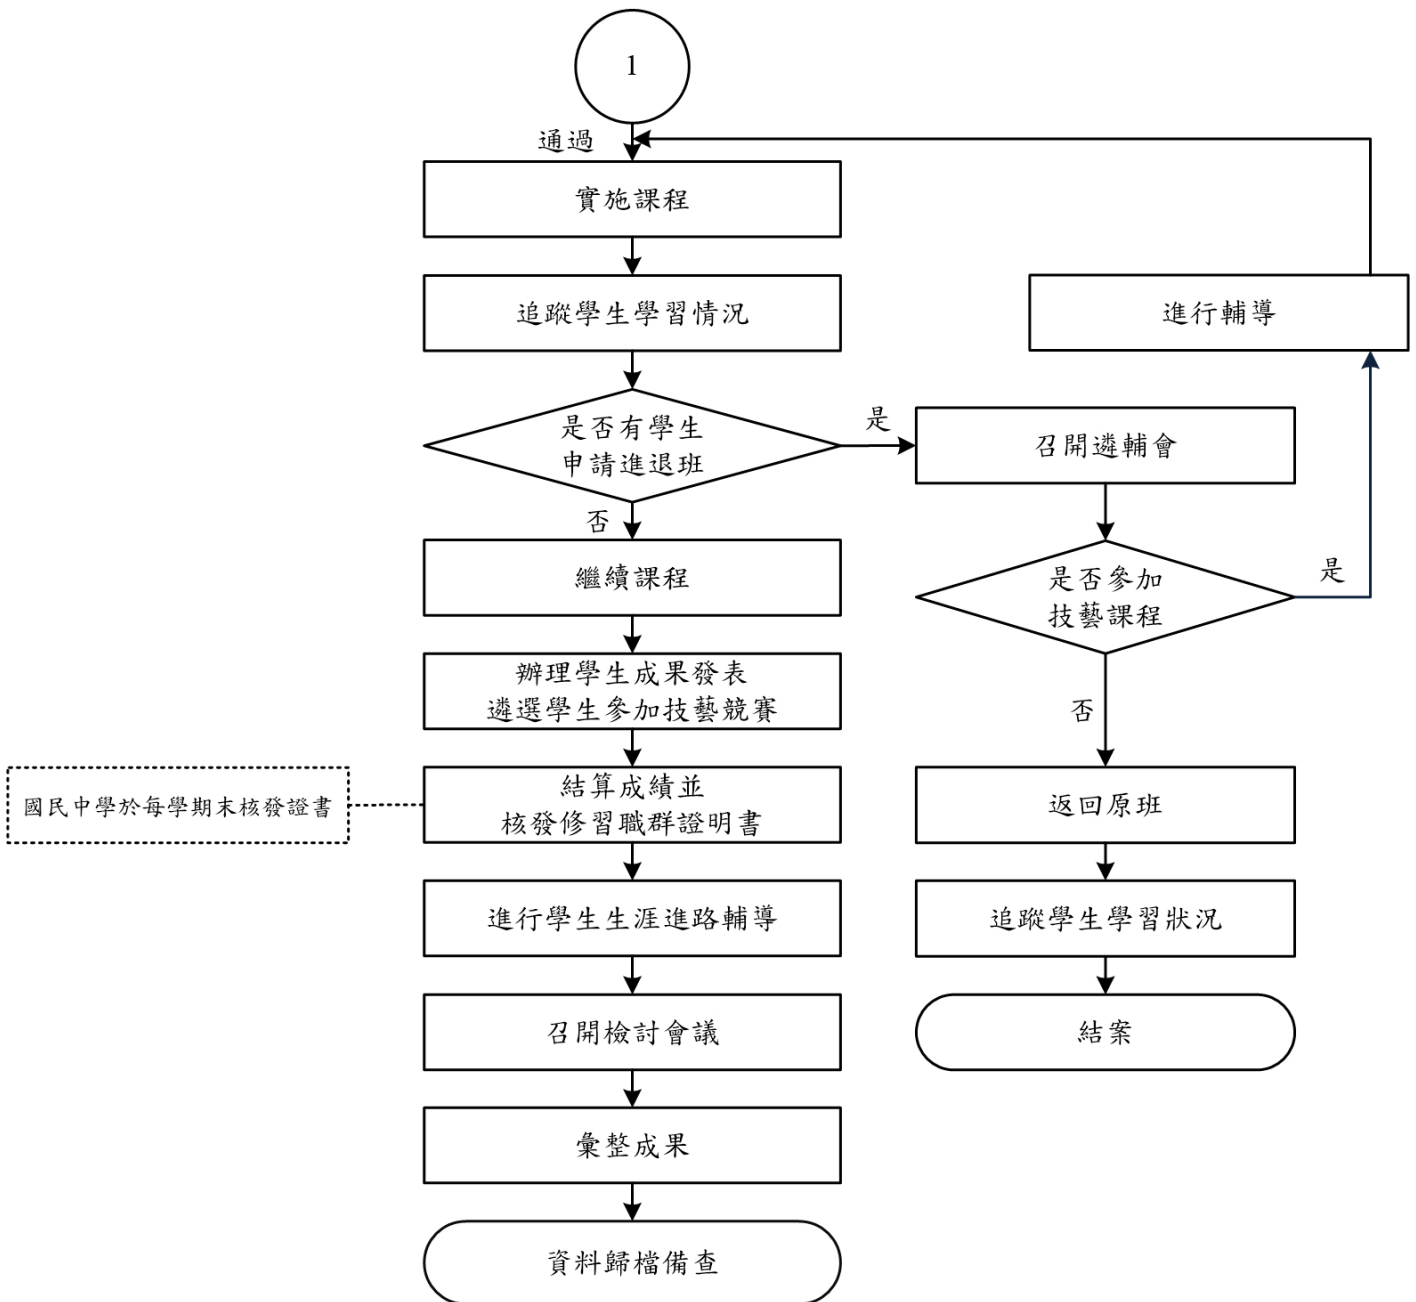 1
通過
實施課程
追蹤學生學習情況
進行輔導
是否有學生
申請進退班
是
召開遴輔會
否
繼續課程
是否參加
技藝課程
是
辦理學生成果發表
遴選學生參加技藝競賽
否
國民中學於每學期末核發證書
結算成績並
核發修習職群證明書
返回原班
進行學生生涯進路輔導
追蹤學生學習狀況
召開檢討會議
結案
彙整成果
資料歸檔備查